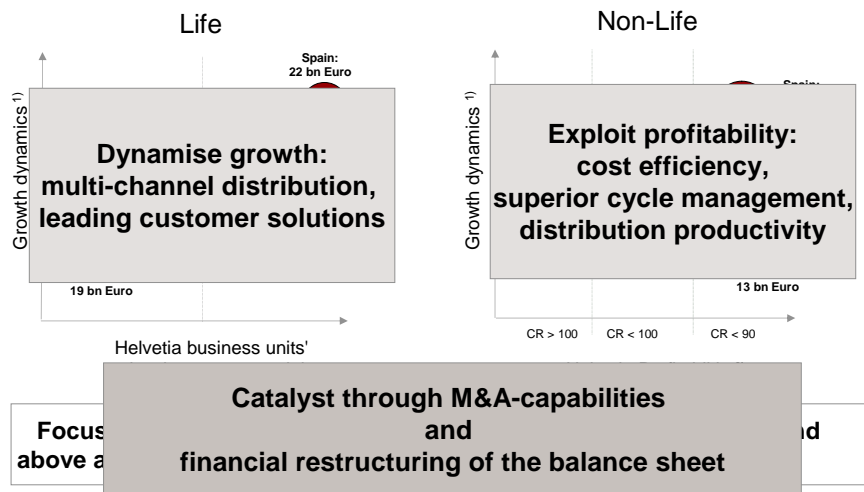 Life
Non-Life
Spain:
22 bn Euro
Growth dynamics 1)
Dynamise growth:
multi-channel distribution,
leading customer solutions
19 bn Euro
Helvetia business units'
Growth dynamics 1)
Exploit profitability:
cost efficiency,
superior cycle management,
distribution productivity
13 bn Euro
CR > 100
CR < 100
CR < 90
Catalyst through M&A-capabilities
and
financial restructuring of the balance sheet
Focus
above